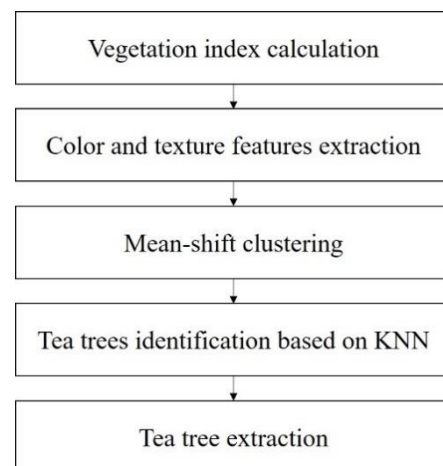 Vegetation index calculation
Color and texture features extraction
Mean-shift clustering
Tea trees identification based on KNN
Tea tree extraction